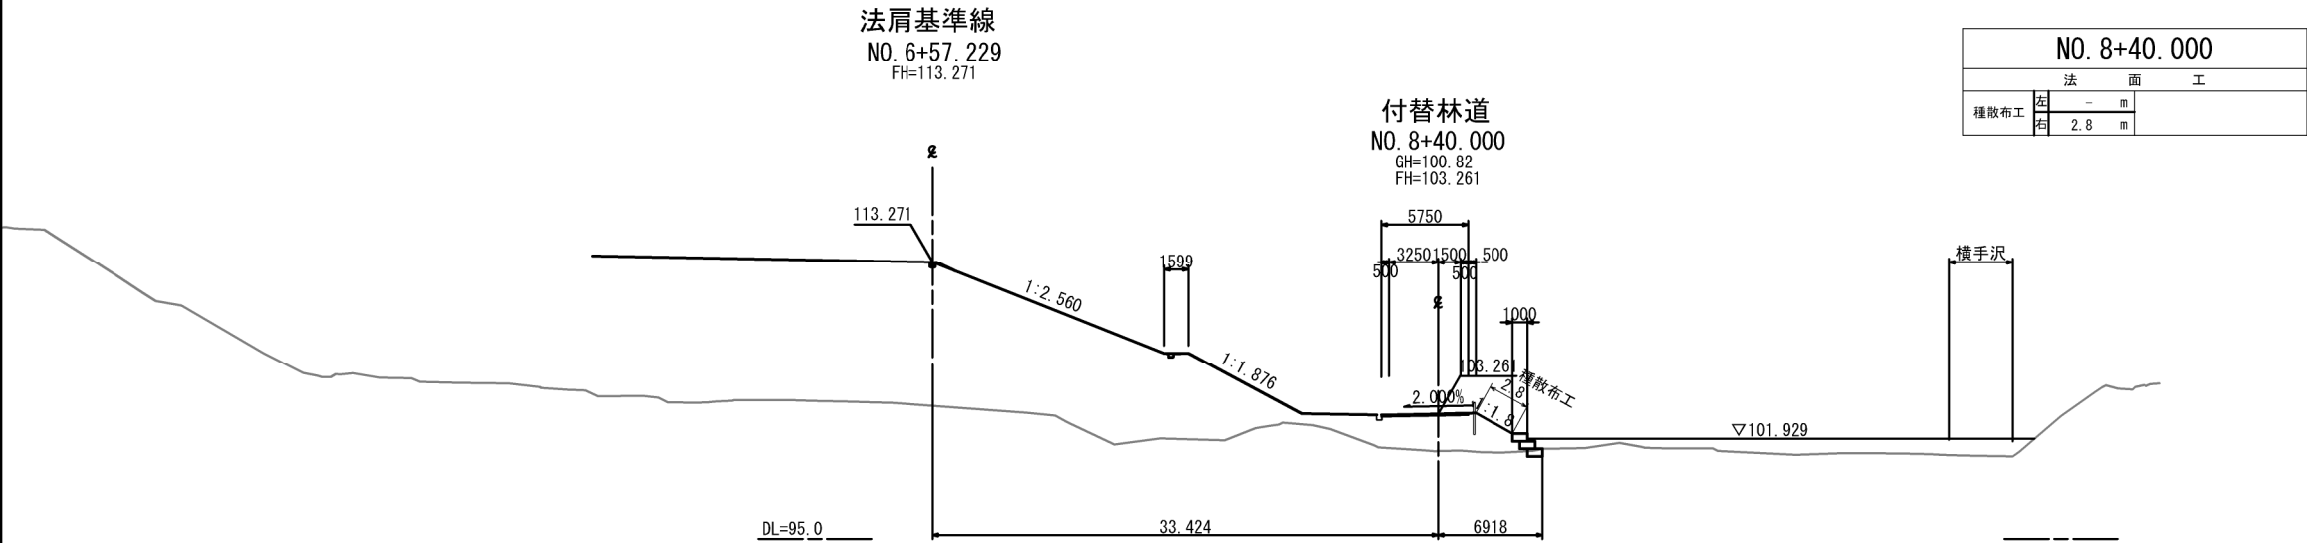 法肩基準線
NO. 6+57. 229
FH=113. 271
付替林道
NO. 8+40. 000
GH=100. 82
FH=103. 261
NO. 8+40. 000
法 面 工
種散布工
左 - m
右 2. 8 m
113. 271
1:2. 560
1599
1:1. 876
5750
500
3250
1500
500
500
1000
103. 261
2. 000%
種散布工
2. 8
1:1. 8
横手沢
▽101. 929
DL=95. 0
33. 424
6918